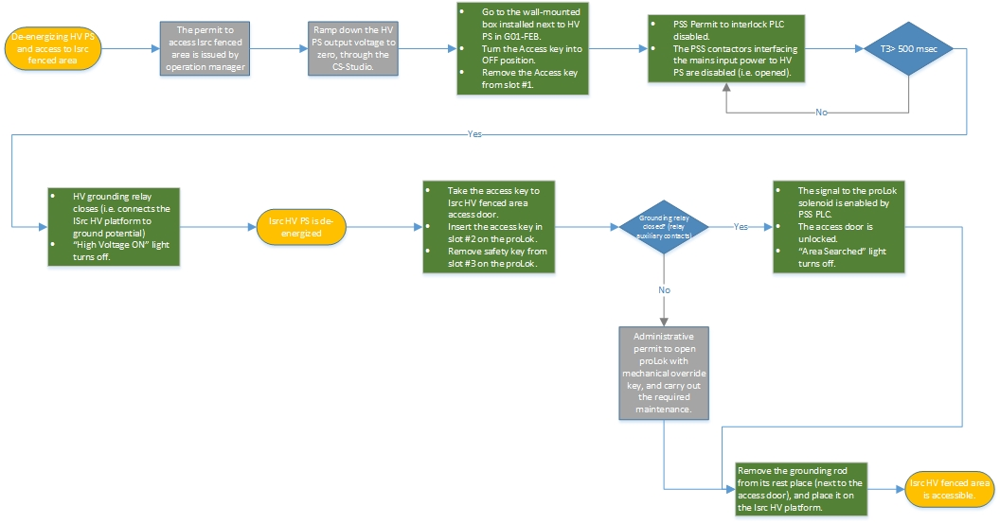 De-energizing HV PS
and access to Isrc
fenced area
The permit to
access Isrc fenced
area is issued by
operation manager
Ramp down the HV
PS output voltage to
zero, through the
CS-Studio.
• Go to the wall-mounted
box installed next to HV
PS in G01-FEB.
• Turn the Access key into
OFF position.
• Remove the Access key
from slot #1.
• PSS Permit to interlock PLC
disabled.
• The PSS contactors interfacing
the mains input power to HV
PS are disabled (i.e. opened).
T3> 500 msec
No
Yes
• HV grounding relay
closes (i.e. connects the
ISrc HV platform to
ground potential)
• “High Voltage ON” light
turns off.
Isrc HV PS is de-
energized
• Take the access key to
Isrc HV fenced area
access door.
• Insert the access key in
slot #2 on the proLok.
• Remove safety key from
slot #3 on the proLok.
Grounding relay
closed? (relay
auxiliary contacts)
Yes
• The signal to the proLok
solenoid is enabled by
PSS PLC.
• The access door is
unlocked.
• “Area Searched” light
turns off.
No
Administrative
permit to open
proLok with
mechanical override
key, and carry out
the required
maintenance.
Remove the grounding rod
from its rest place (next to the
access door), and place it on
the Isrc HV platform.
Isrc HV fenced area
is accessible.